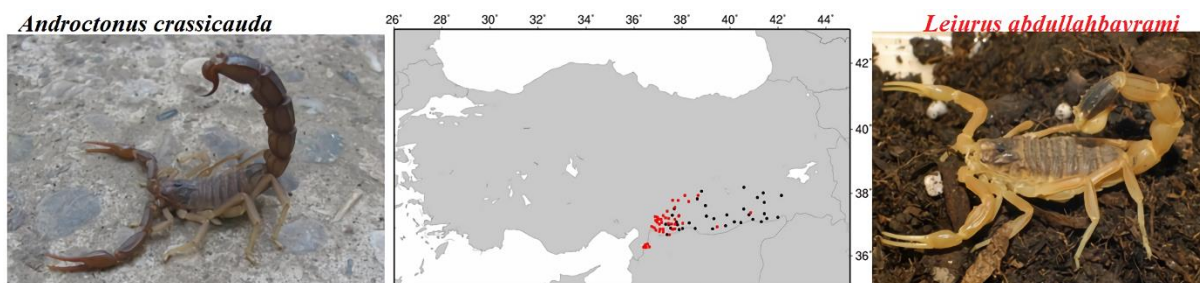 Androctonus crassicauda
26° 28° 30° 32° 34° 36° 38° 40° 42° 44°
Leiurus abdullahbayrami
42°
40°
38°
36°